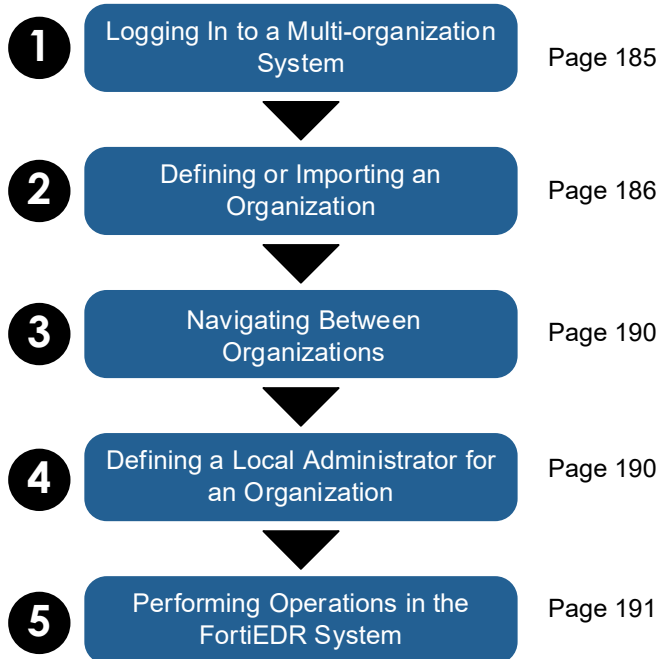 1
Logging In to a Multi-organization
System
Page 185
2
Defining or Importing an
Organization
Page 186
3
Navigating Between
Organizations
Page 190
4
Defining a Local Administrator for
an Organization
Page 190
5
Performing Operations in the
FortiEDR System
Page 191